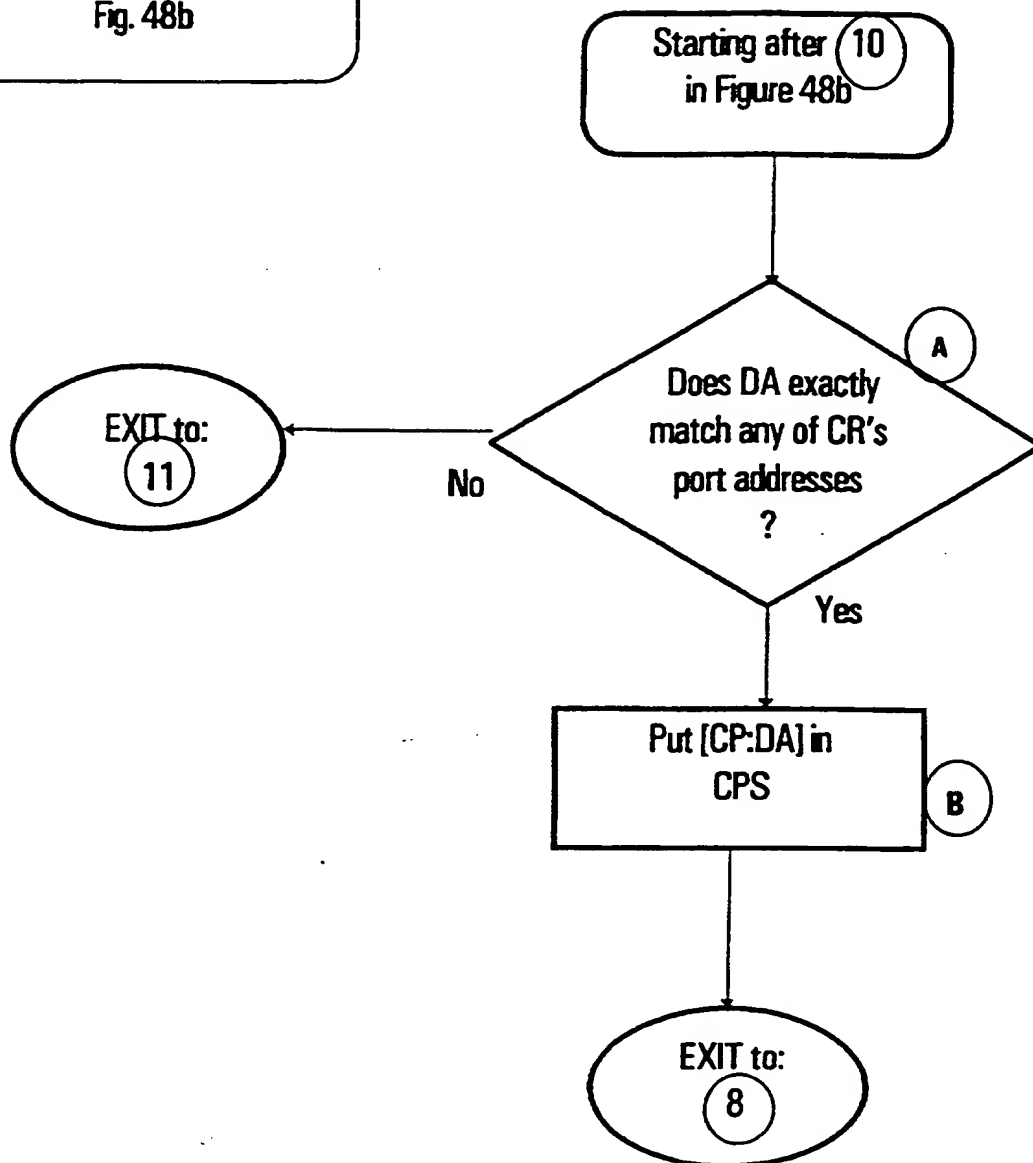 Fig. 48b
Starting after 10
in Figure 48b
A
Does DA exactly
match any of CR's
port addresses
?
EXIT to:
11
No
Yes
Put [CP:DA] in
CPS
B
EXIT to:
8